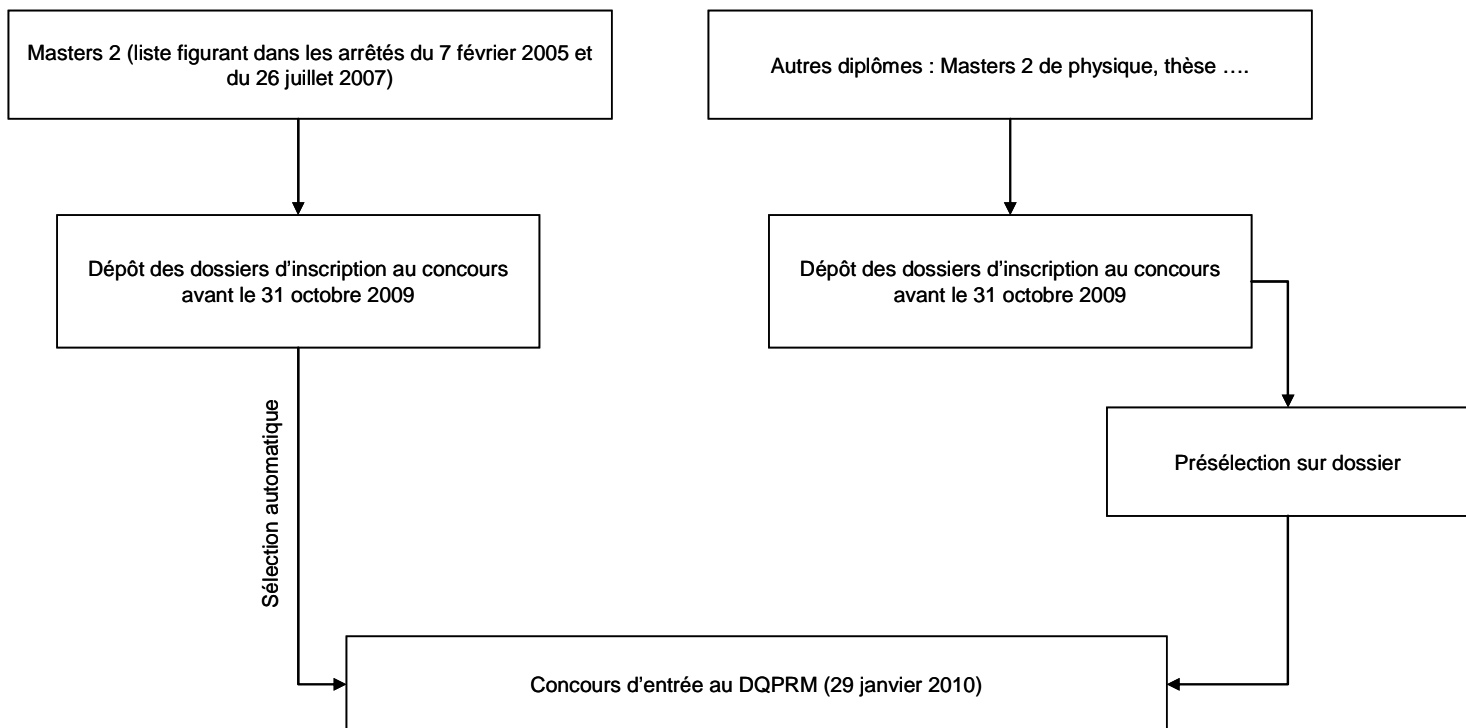 Masters 2 (liste figurant dans les arrêtés du 7 février 2005 et
du 26 juillet 2007)
Autres diplômes : Masters 2 de physique, thèse ….
Dépôt des dossiers d’inscription au concours
avant le 31 octobre 2009
Dépôt des dossiers d’inscription au concours
avant le 31 octobre 2009
Sélection automatique
Présélection sur dossier
Concours d’entrée au DQPRM (29 janvier 2010)